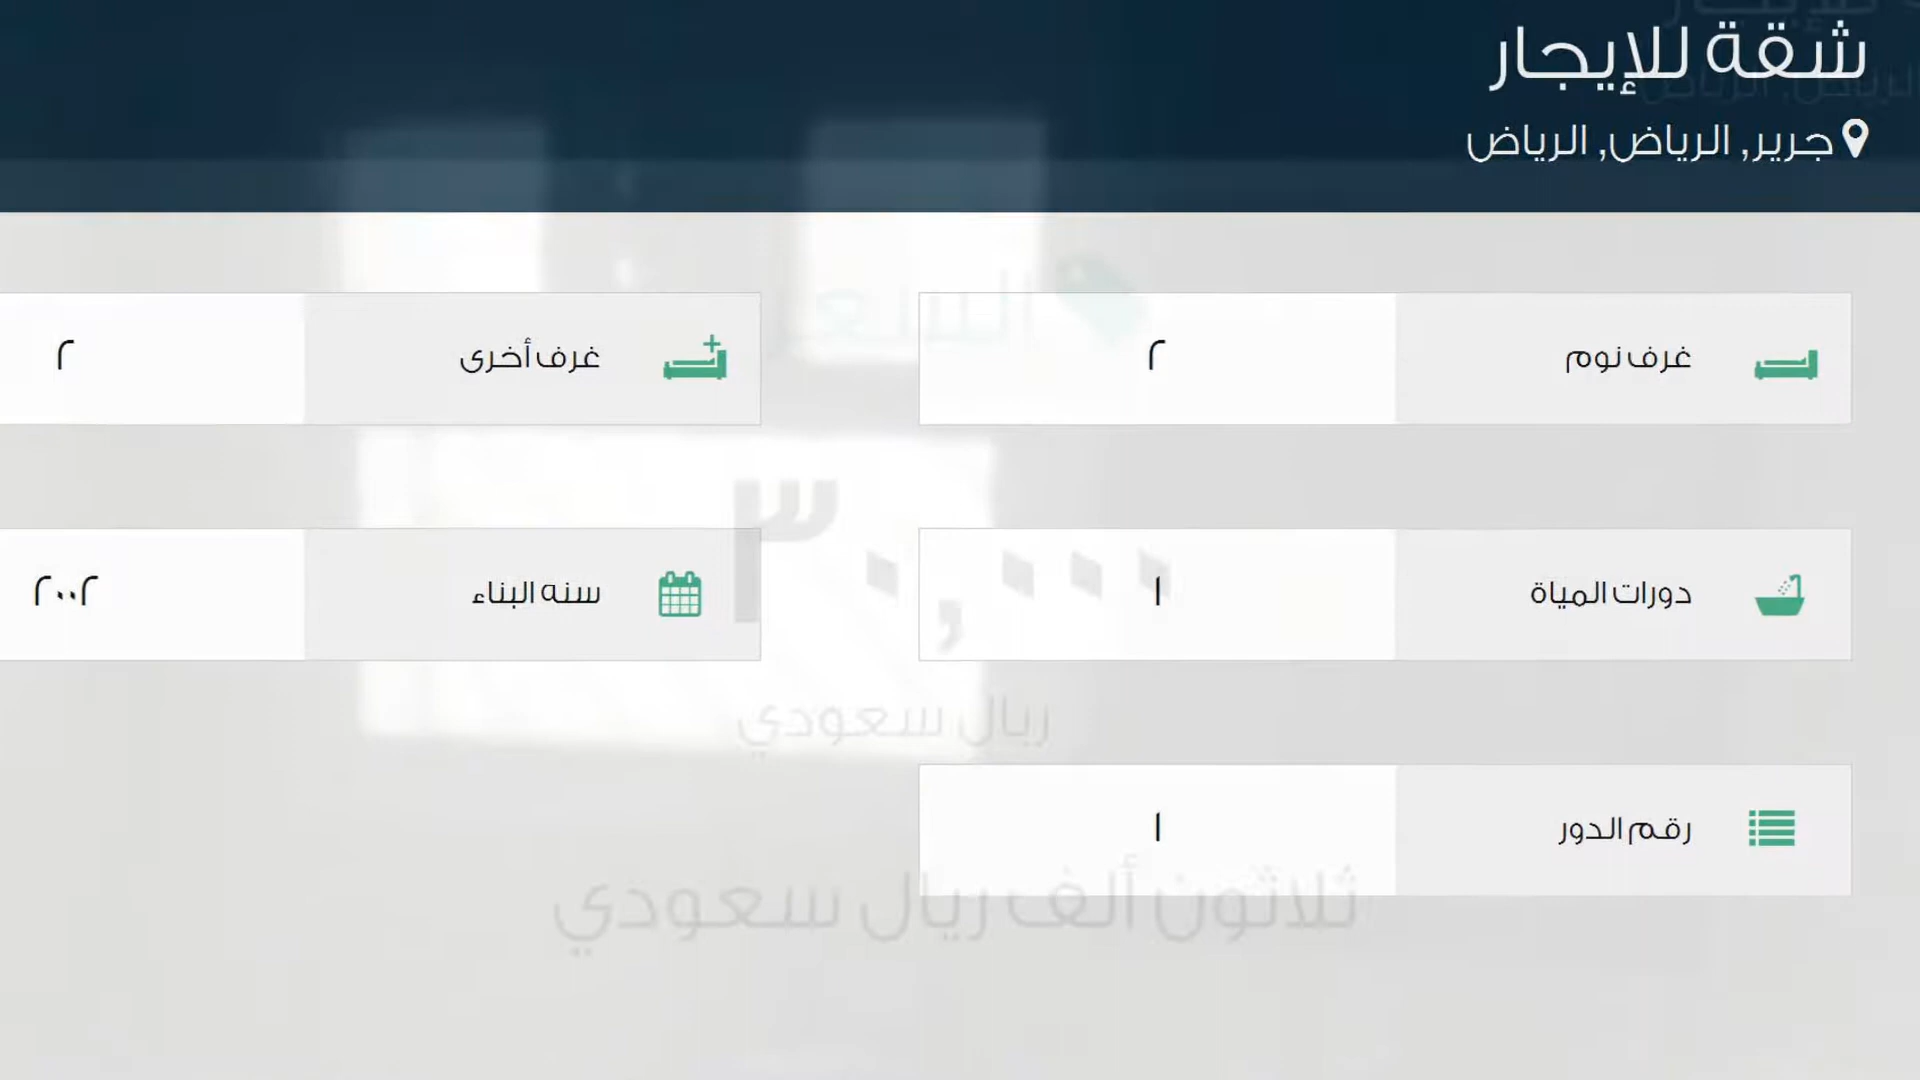 شقة للإيجار
جرير, الرياض, الرياض
السعر
غرف نوم
٢
غرف أخرى
٢
٣٠,٠٠٠
دورات المياة
١
سنه البناء
٢٠٠٢
ريال سعودي
رقم الدور
١
ثلاثون ألف ريال سعودي